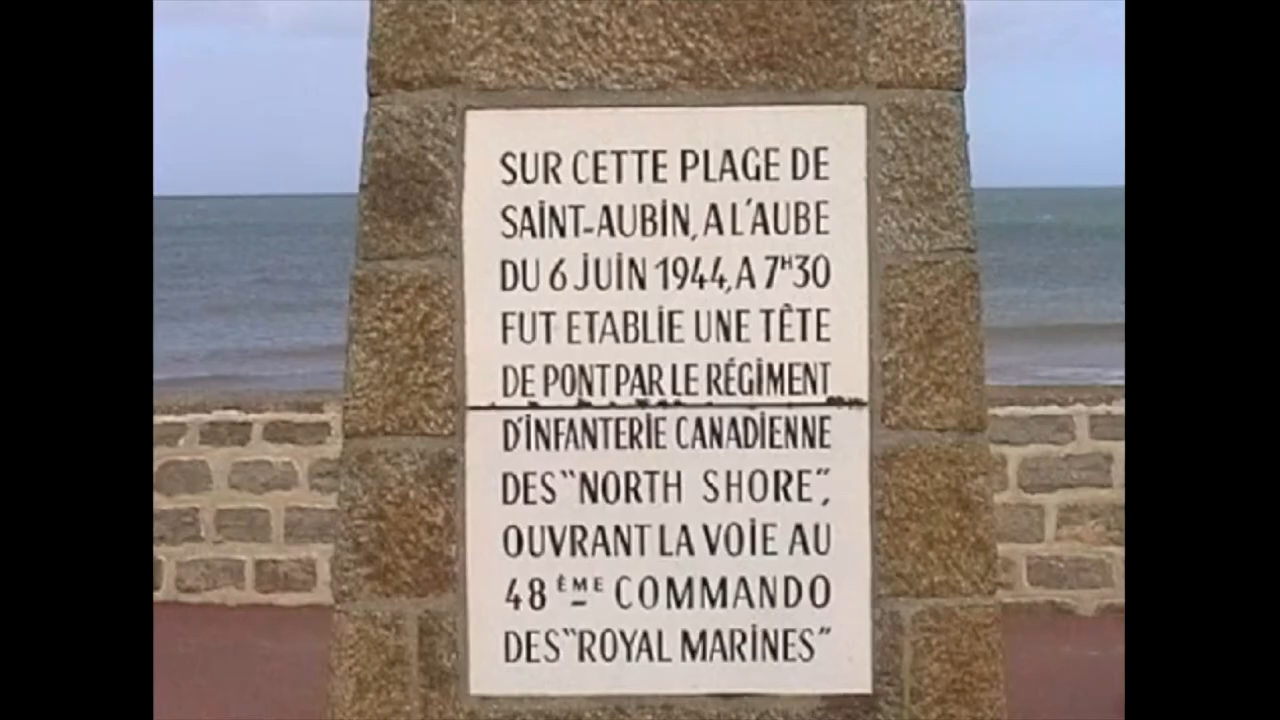 SUR CETTE PLAGE DE
SAINT-AUBIN, A L'AUBE
DU 6 JUIN 1944, A 7H30
FUT ETABLIE UNE TÊTE
DE PONT PAR LE RÉGIMENT
D'INFANTERIE CANADIENNE
DES "NORTH SHORE",
OUVRANT LA VOIE AU
48ÈME COMMANDO
DES "ROYAL MARINES"